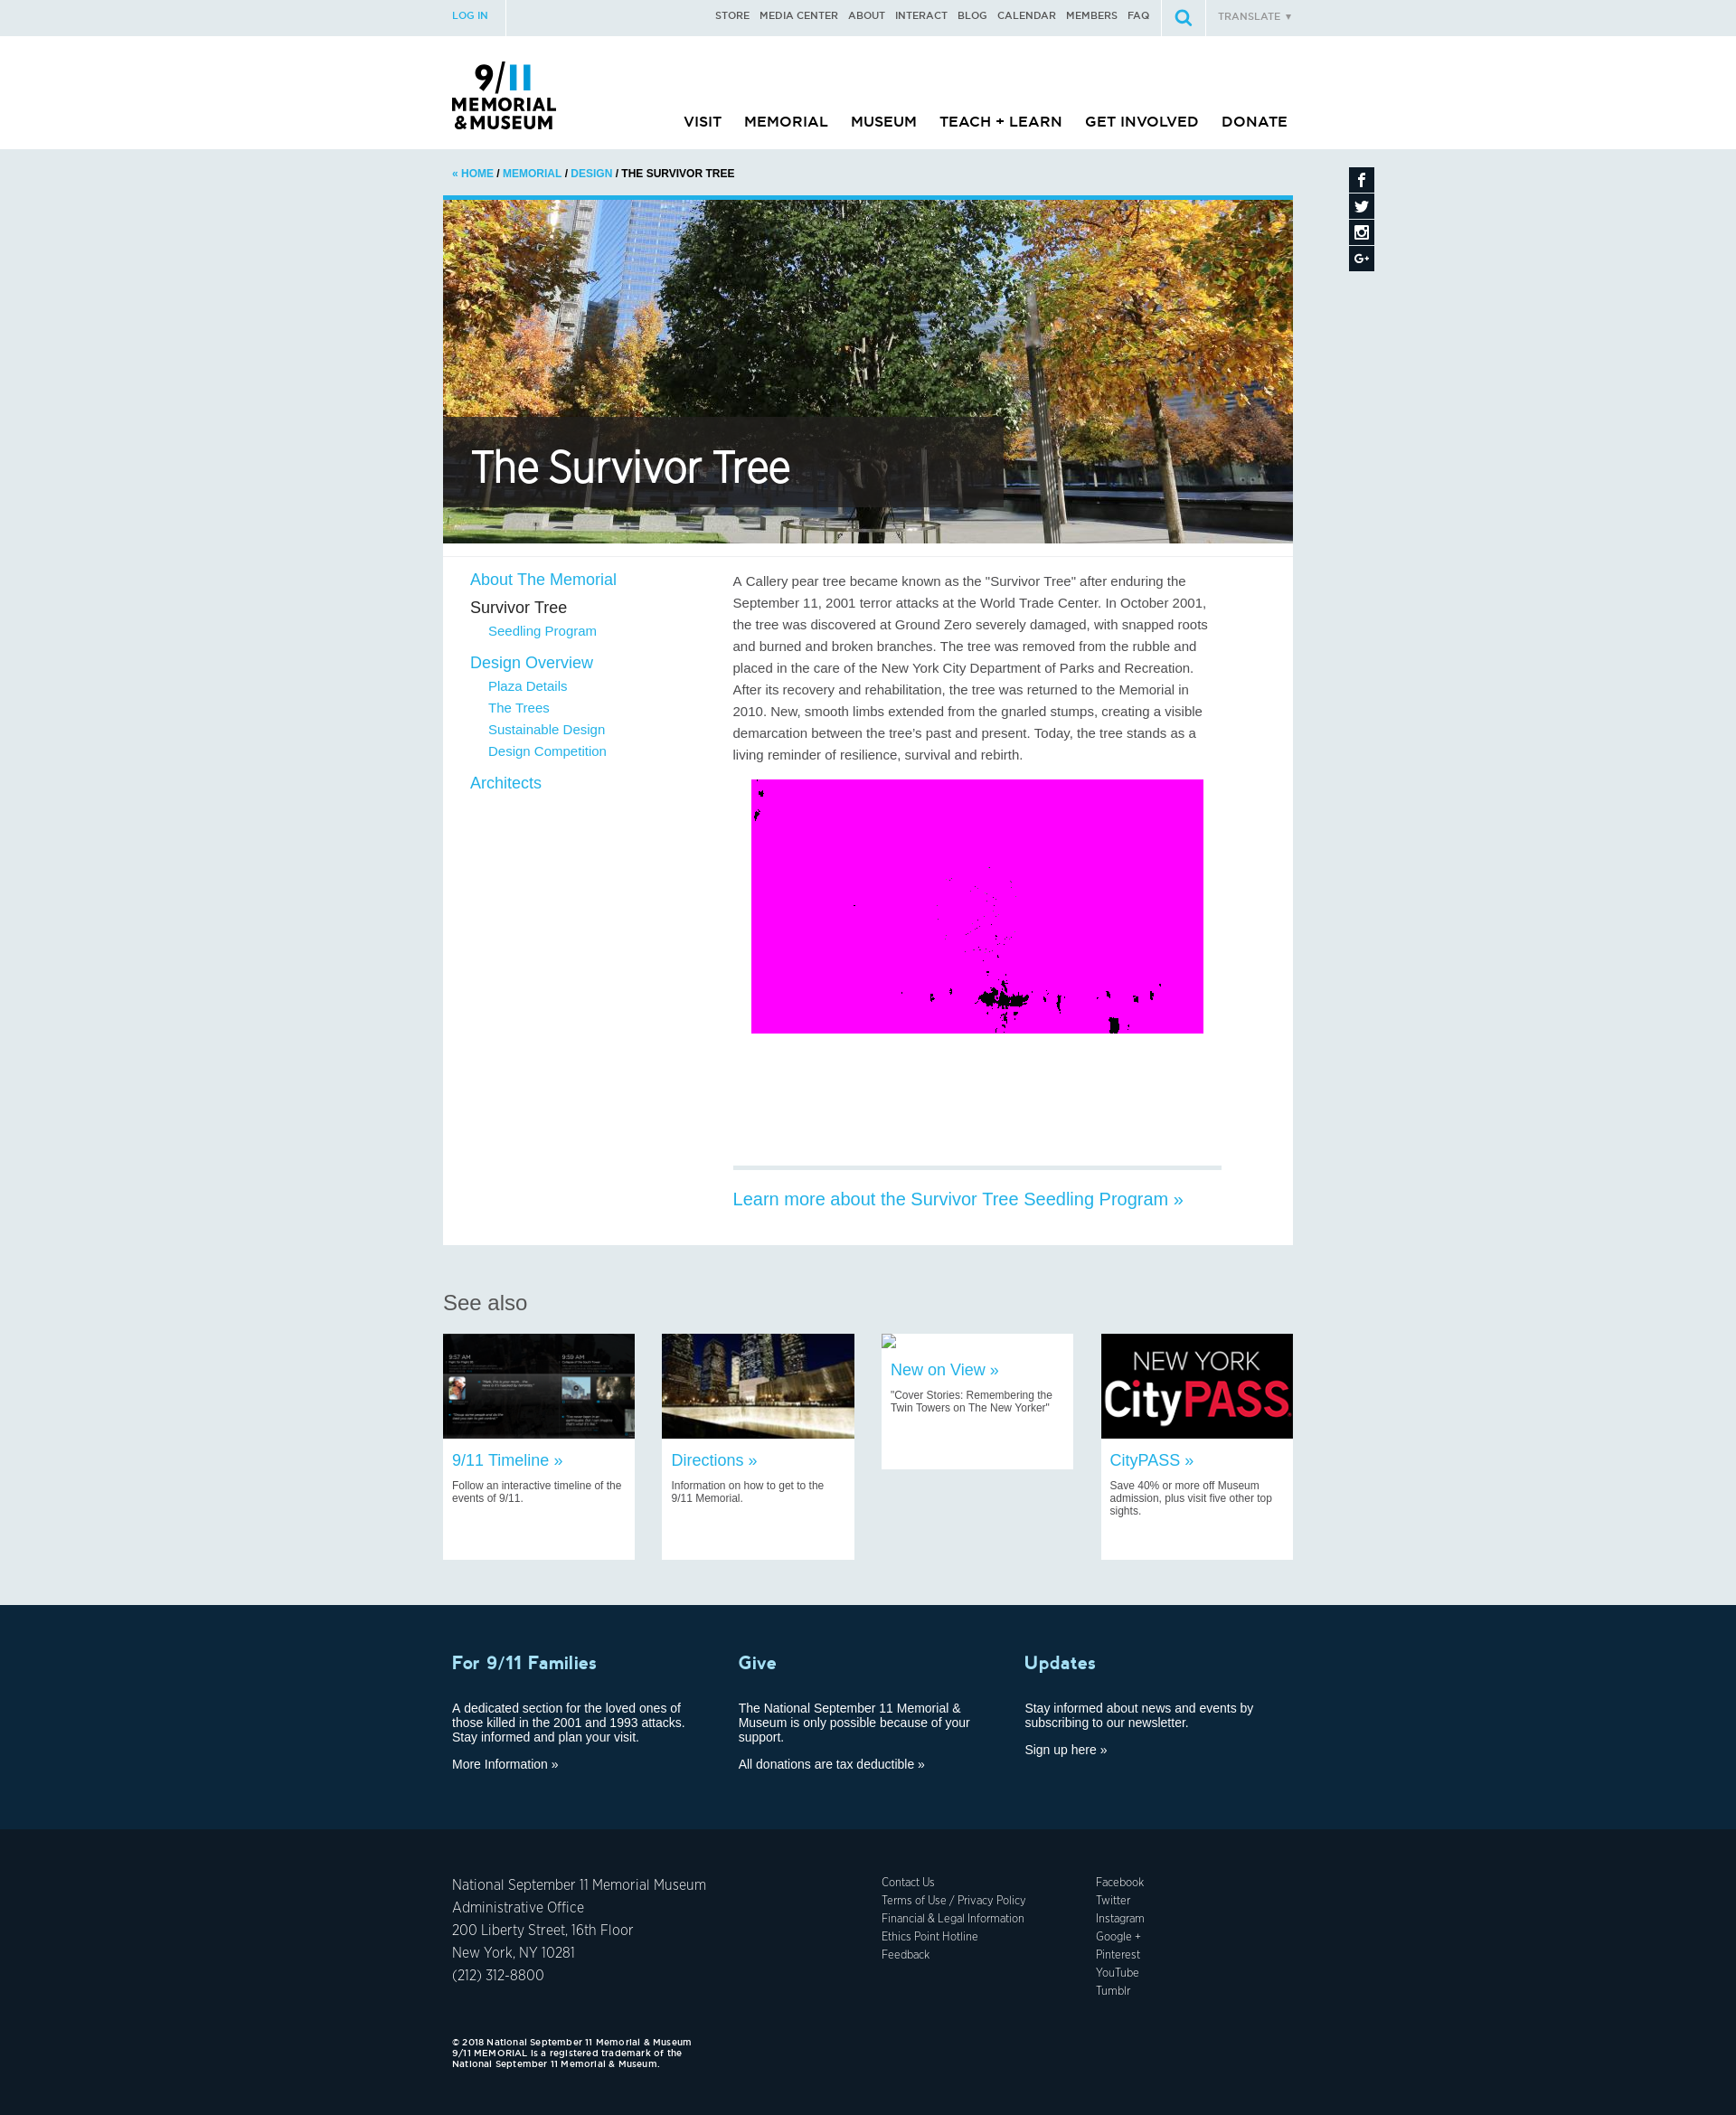 LOG IN
STORE MEDIA CENTER ABOUT INTERACT BLOG CALENDAR MEMBERS FAQ
TRANSLATE ▼
9/11
MEMORIAL
& MUSEUM
VISIT MEMORIAL MUSEUM TEACH + LEARN GET INVOLVED DONATE
« HOME / MEMORIAL / DESIGN / THE SURVIVOR TREE
The Survivor Tree
About The Memorial
Survivor Tree
Seedling Program
Design Overview
Plaza Details
The Trees
Sustainable Design
Design Competition
Architects
A Callery pear tree became known as the "Survivor Tree" after enduring the
September 11, 2001 terror attacks at the World Trade Center. In October 2001,
the tree was discovered at Ground Zero severely damaged, with snapped roots
and burned and broken branches. The tree was removed from the rubble and
placed in the care of the New York City Department of Parks and Recreation.
After its recovery and rehabilitation, the tree was returned to the Memorial in
2010. New, smooth limbs extended from the gnarled stumps, creating a visible
demarcation between the tree's past and present. Today, the tree stands as a
living reminder of resilience, survival and rebirth.
Learn more about the Survivor Tree Seedling Program »
See also
9:57 AM
9:59 AM
9/11 Timeline »
Follow an interactive timeline of the
events of 9/11.
Directions »
Information on how to get to the
9/11 Memorial.
New on View »
"Cover Stories: Remembering the
Twin Towers on The New Yorker"
NEW YORK
CityPASS
CityPASS »
Save 40% or more off Museum
admission, plus visit five other top
sights.
For 9/11 Families
A dedicated section for the loved ones of
those killed in the 2001 and 1993 attacks.
Stay informed and plan your visit.
More Information »
Give
The National September 11 Memorial &
Museum is only possible because of your
support.
All donations are tax deductible »
Updates
Stay informed about news and events by
subscribing to our newsletter.
Sign up here »
National September 11 Memorial Museum
Administrative Office
200 Liberty Street, 16th Floor
New York, NY 10281
(212) 312-8800
Contact Us
Terms of Use / Privacy Policy
Financial & Legal Information
Ethics Point Hotline
Feedback
Facebook
Twitter
Instagram
Google +
Pinterest
YouTube
Tumblr
© 2018 National September 11 Memorial & Museum
9/11 MEMORIAL is a registered trademark of the
National September 11 Memorial & Museum.